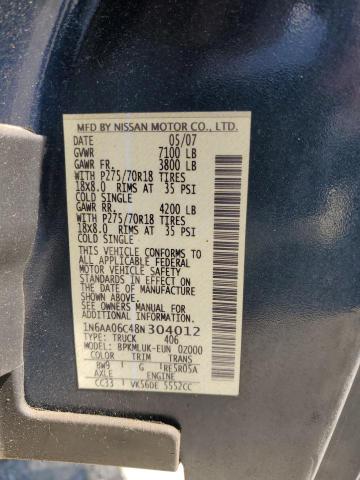 MFD BY NISSAN MOTOR CO., LTD.
DATE 05/07
GVWR 7100 LB
GAWR FR. 3800 LB
WITH P275/70R18 TIRES
18X8.0 RIMS AT 35 PSI
COLD SINGLE
GAWR RR. 4200 LB
WITH P275/70R18 TIRES
18X8.0 RIMS AT 35 PSI
COLD SINGLE
THIS VEHICLE CONFORMS TO
ALL APPLICABLE FEDERAL
MOTOR VEHICLE SAFETY
STANDARDS IN EFFECT
ON THE DATE OF
MANUFACTURE SHOWN ABOVE
SEE OWNERS MANUAL FOR
ADDITIONAL INFORMATION
1N6AA06C48N304012
TYPE: TRUCK 406
MODEL: BPKMLUK-EUN 02000
COLOR TRIM TRANS
BW9 G RE5R05A
AXLE ENGINE
CC33 VK56DE 5552CC